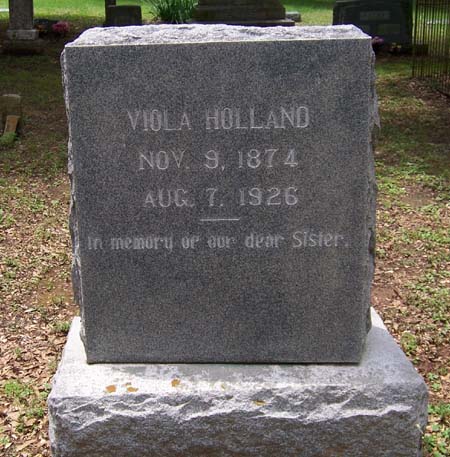 VIOLA HOLLAND
NOV. 9, 1874
AUG. 7, 1926
In memory of our dear Sister.